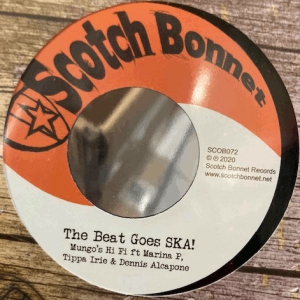 Scotch Bonnet
SCOB072
© ℗ 2020
Scotch Bonnet Records
www.scotchbonnet.net
The Beat Goes SKA!
Mungo's Hi Fi ft Marina P,
Tippa Irie & Dennis Alcapone